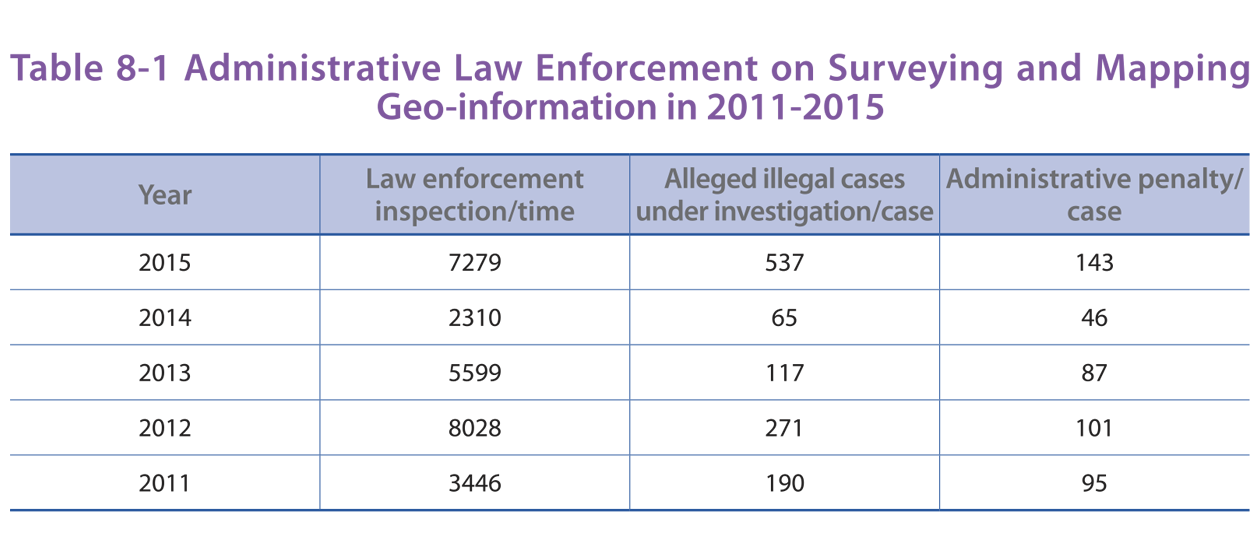 Table 8-1 Administrative Law Enforcement on Surveying and Mapping
Geo-information in 2011-2015
Year
Law enforcement
inspection/time
Alleged illegal cases
under investigation/case
Administrative penalty/
case
2015 7279 537 143
2014 2310 65 46
2013 5599 117 87
2012 8028 271 101
2011 3446 190 95